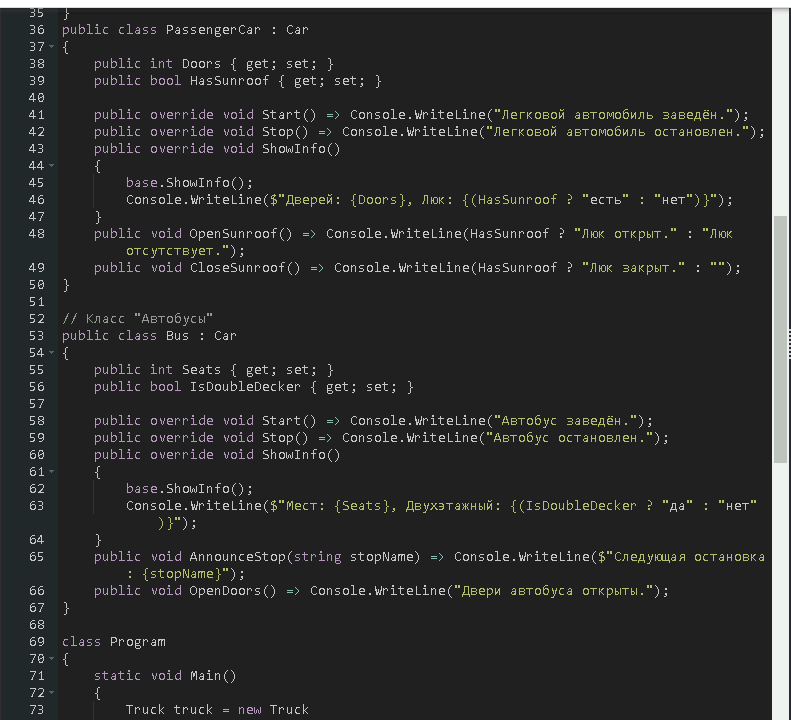 35 }
36 public class PassengerCar : Car
37 {
38     public int Doors { get; set; }
39     public bool HasSunroof { get; set; }
40
41     public override void Start() => Console.WriteLine("Легковой автомобиль заведён.");
42     public override void Stop() => Console.WriteLine("Легковой автомобиль остановлен.");
43     public override void ShowInfo()
44     {
45         base.ShowInfo();
46         Console.WriteLine($"Дверей: {Doors}, Люк: {(HasSunroof ? "есть" : "нет")}");
47     }
48     public void OpenSunroof() => Console.WriteLine(HasSunroof ? "Люк открыт." : "Люк
отсутствует.");
49     public void CloseSunroof() => Console.WriteLine(HasSunroof ? "Люк закрыт." : "");
50 }
51
52 // Класс "Автобусы"
53 public class Bus : Car
54 {
55     public int Seats { get; set; }
56     public bool IsDoubleDecker { get; set; }
57
58     public override void Start() => Console.WriteLine("Автобус заведён.");
59     public override void Stop() => Console.WriteLine("Автобус остановлен.");
60     public override void ShowInfo()
61     {
62         base.ShowInfo();
63         Console.WriteLine($"Мест: {Seats}, Двухэтажный: {(IsDoubleDecker ? "да" : "нет"
)}");
64     }
65     public void AnnounceStop(string stopName) => Console.WriteLine($"Следующая остановка
: {stopName}");
66     public void OpenDoors() => Console.WriteLine("Двери автобуса открыты.");
67 }
68
69 class Program
70 {
71     static void Main()
72     {
73         Truck truck = new Truck